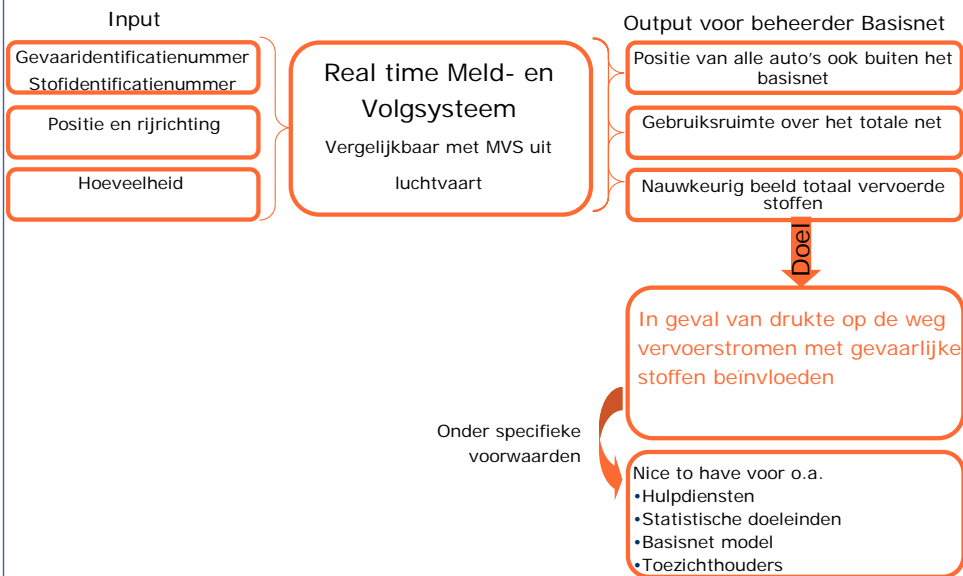 Input
Gevaaridentificatienummer
Stofidentificatienummer
Positie en rijrichting
Hoeveelheid
Real time Meld- en
Volgsysteem
Vergelijkbaar met MVS uit
luchtvaart
Output voor beheerder Basisnet
Positie van alle auto's ook buiten het
basisnet
Gebruiksruimte over het totale net
Nauwkeurig beeld totaal vervoerde
stoffen
Doel
In geval van drukte op de weg
vervoerstromen met gevaarlijke
stoffen beïnvloeden
Onder specifieke
voorwaarden
Nice to have voor o.a.
•Hulpdiensten
•Statistische doeleinden
•Basisnet model
•Toezichthouders